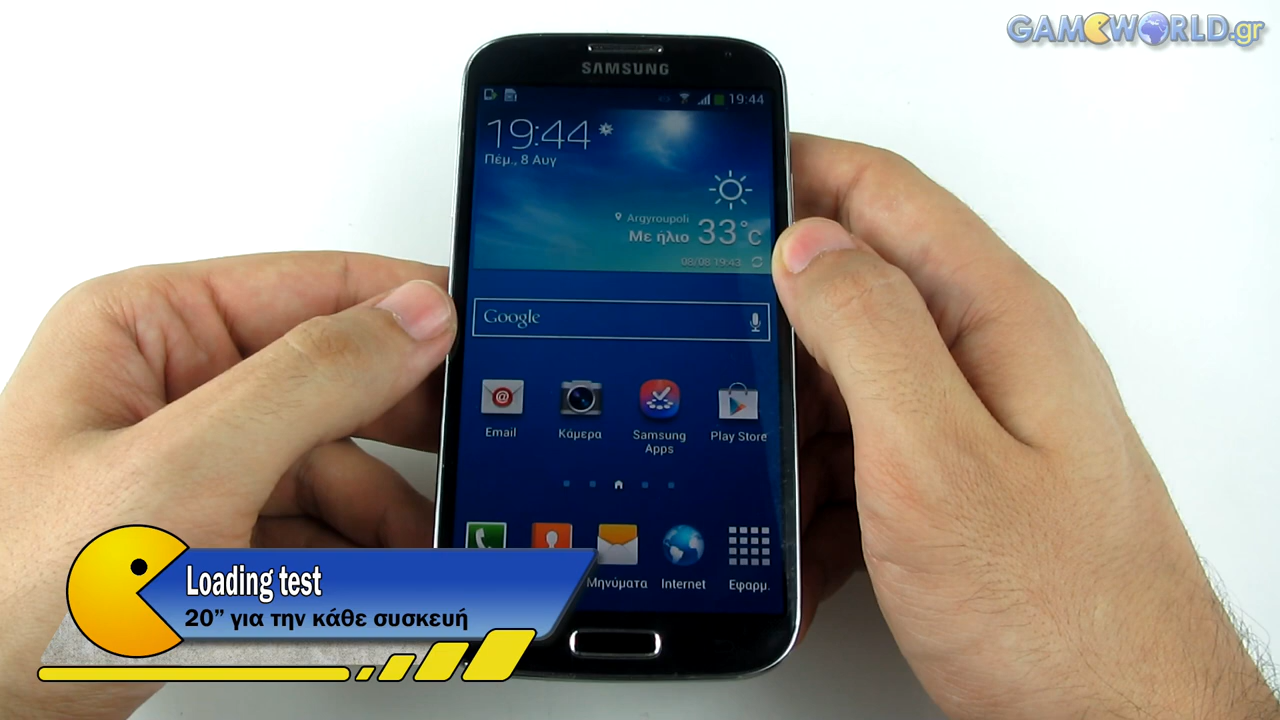 GAMEWORLD.gr
SAMSUNG
19:44
19:44
Πέμ., 8 Αυγ
Argyroupoli
Με ήλιο 33°C
08/08 19:43
Google
Email Κάμερα Samsung Apps Play Store
Μηνύματα Internet Εφαρμ.
Loading test
20” για την κάθε συσκευή